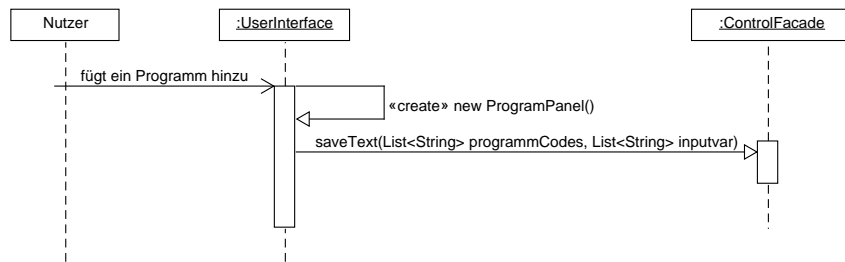 Nutzer
:UserInterface
:ControlFacade
fügt ein Programm hinzu
«create» new ProgramPanel()
saveText(List<String> programmCodes, List<String> inputvar)